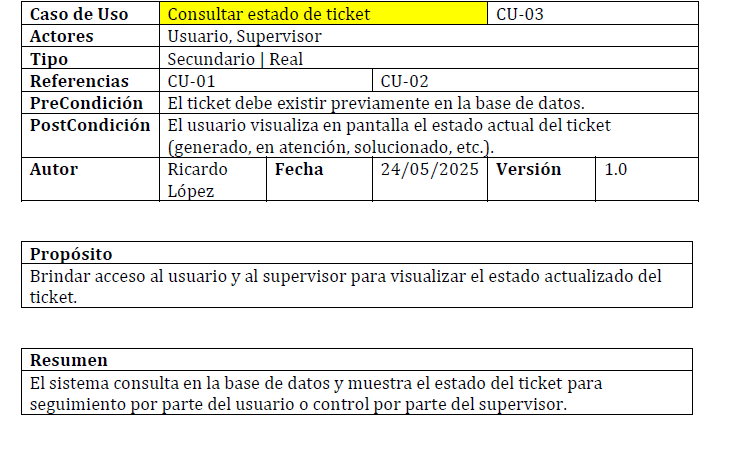 Caso de Uso Consultar estado de ticket CU-03
Actores Usuario, Supervisor
Tipo Secundario | Real
Referencias CU-01 CU-02
PreCondición El ticket debe existir previamente en la base de datos.
PostCondición El usuario visualiza en pantalla el estado actual del ticket
(generado, en atención, solucionado, etc.).
Autor Ricardo Fecha 24/05/2025 Versión 1.0
López
Propósito
Brindar acceso al usuario y al supervisor para visualizar el estado actualizado del
ticket.
Resumen
El sistema consulta en la base de datos y muestra el estado del ticket para
seguimiento por parte del usuario o control por parte del supervisor.